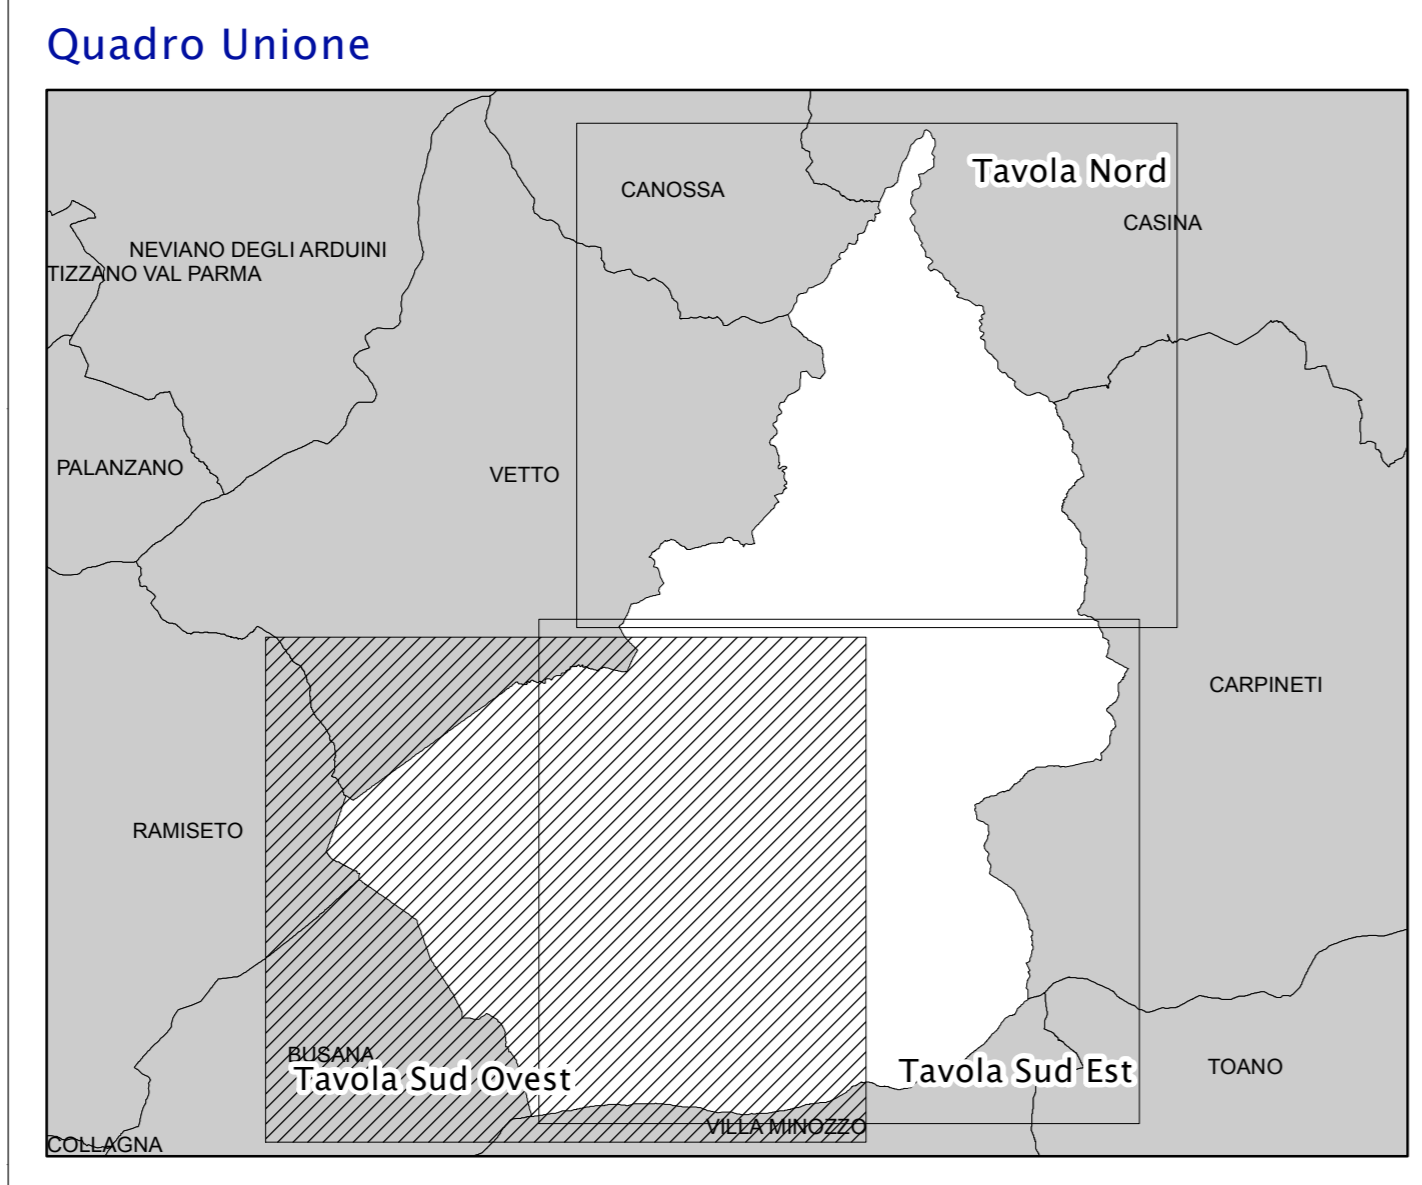 Quadro Unione
Tavola Nord
CANOSSA
CASINA
NEVIANO DEGLI ARDUINI
TIZZANO VAL PARMA
PALANZANO
VETTO
CARPINETI
RAMISETO
BUSANA
Tavola Sud Ovest
Tavola Sud Est
TOANO
VILLA MINOZZO
COLLAGNA